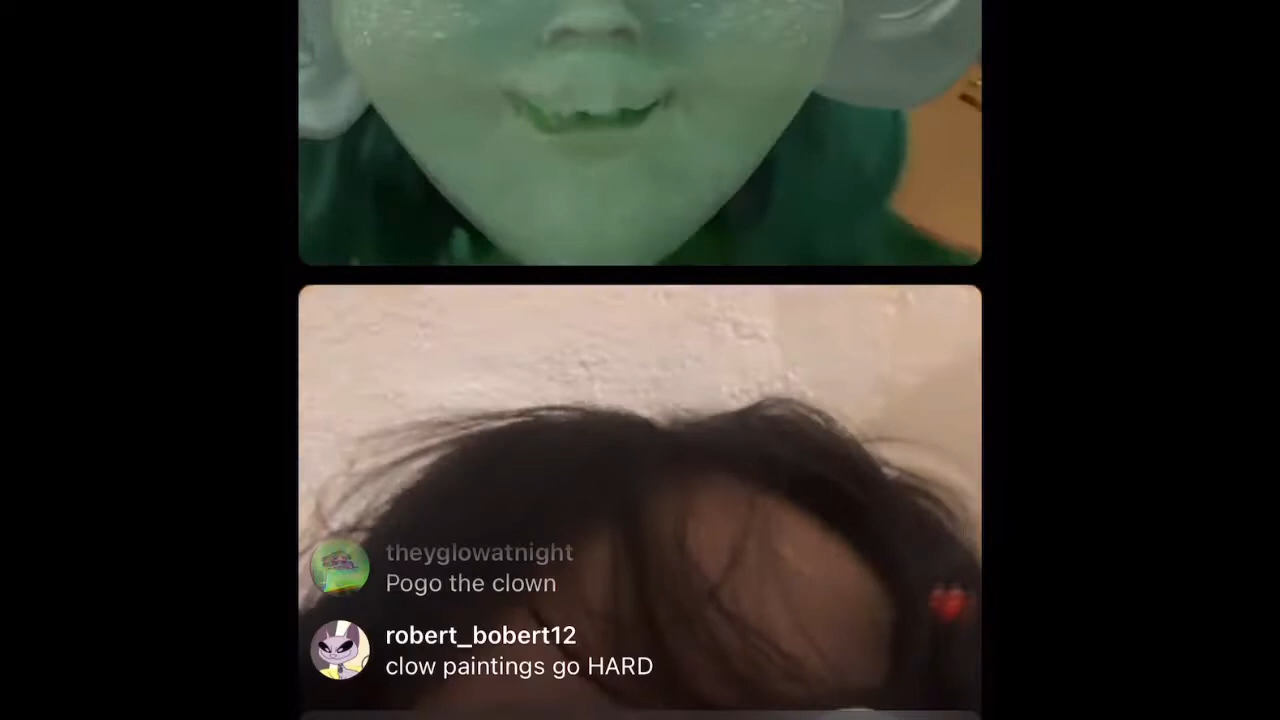 theyglowatnight
Pogo the clown
robert_bobert12
clow paintings go HARD